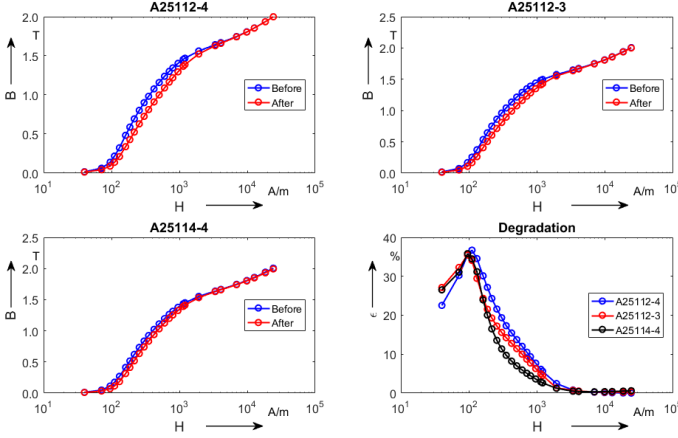 A25112-4
2.0
T
1.5
1.0
0.5
0.0
B
Before
After
10^1
10^2
10^3
10^4
10^5
A/m
H
A25112-3
2.5
T
2.0
1.5
1.0
0.5
0.0
B
Before
After
10^1
10^2
10^3
10^4
10^5
A/m
H
A25114-4
2.5
T
2.0
1.5
1.0
0.5
0.0
B
Before
After
10^1
10^2
10^3
10^4
10^5
A/m
H
Degradation
40
%
30
20
10
0
ϵ
A25112-4
A25112-3
A25114-4
10^1
10^2
10^3
10^4
10^5
A/m
H